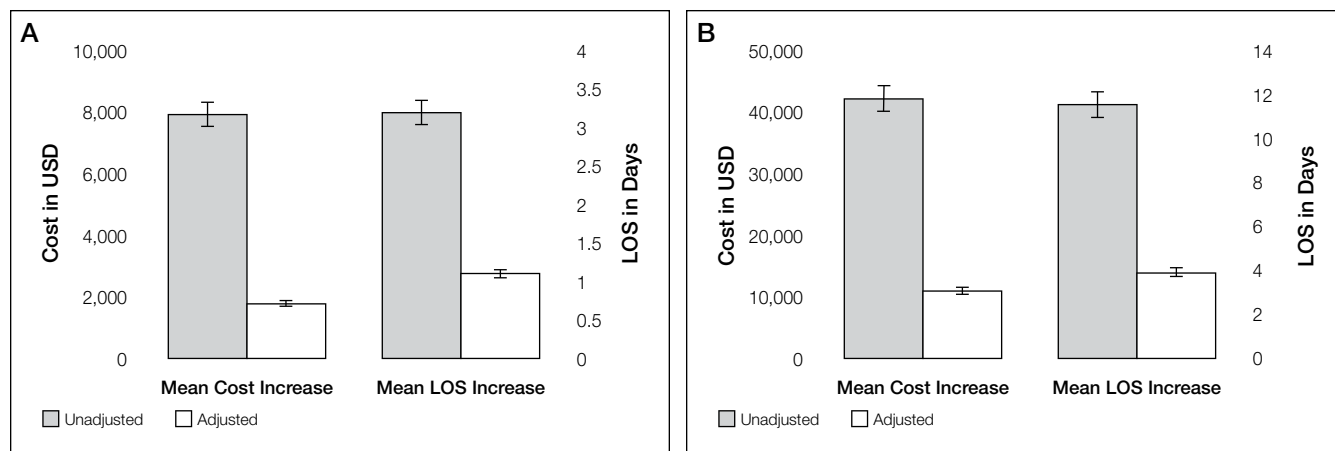 A
10,000
8,000
6,000
4,000
2,000
0
Cost in USD
4
3.5
3
2.5
2
1.5
1
0.5
0
LOS in Days
Mean Cost Increase
Mean LOS Increase
Unadjusted
Adjusted
B
50,000
40,000
30,000
20,000
10,000
0
Cost in USD
14
12
10
8
6
4
2
0
LOS in Days
Mean Cost Increase
Mean LOS Increase
Unadjusted
Adjusted